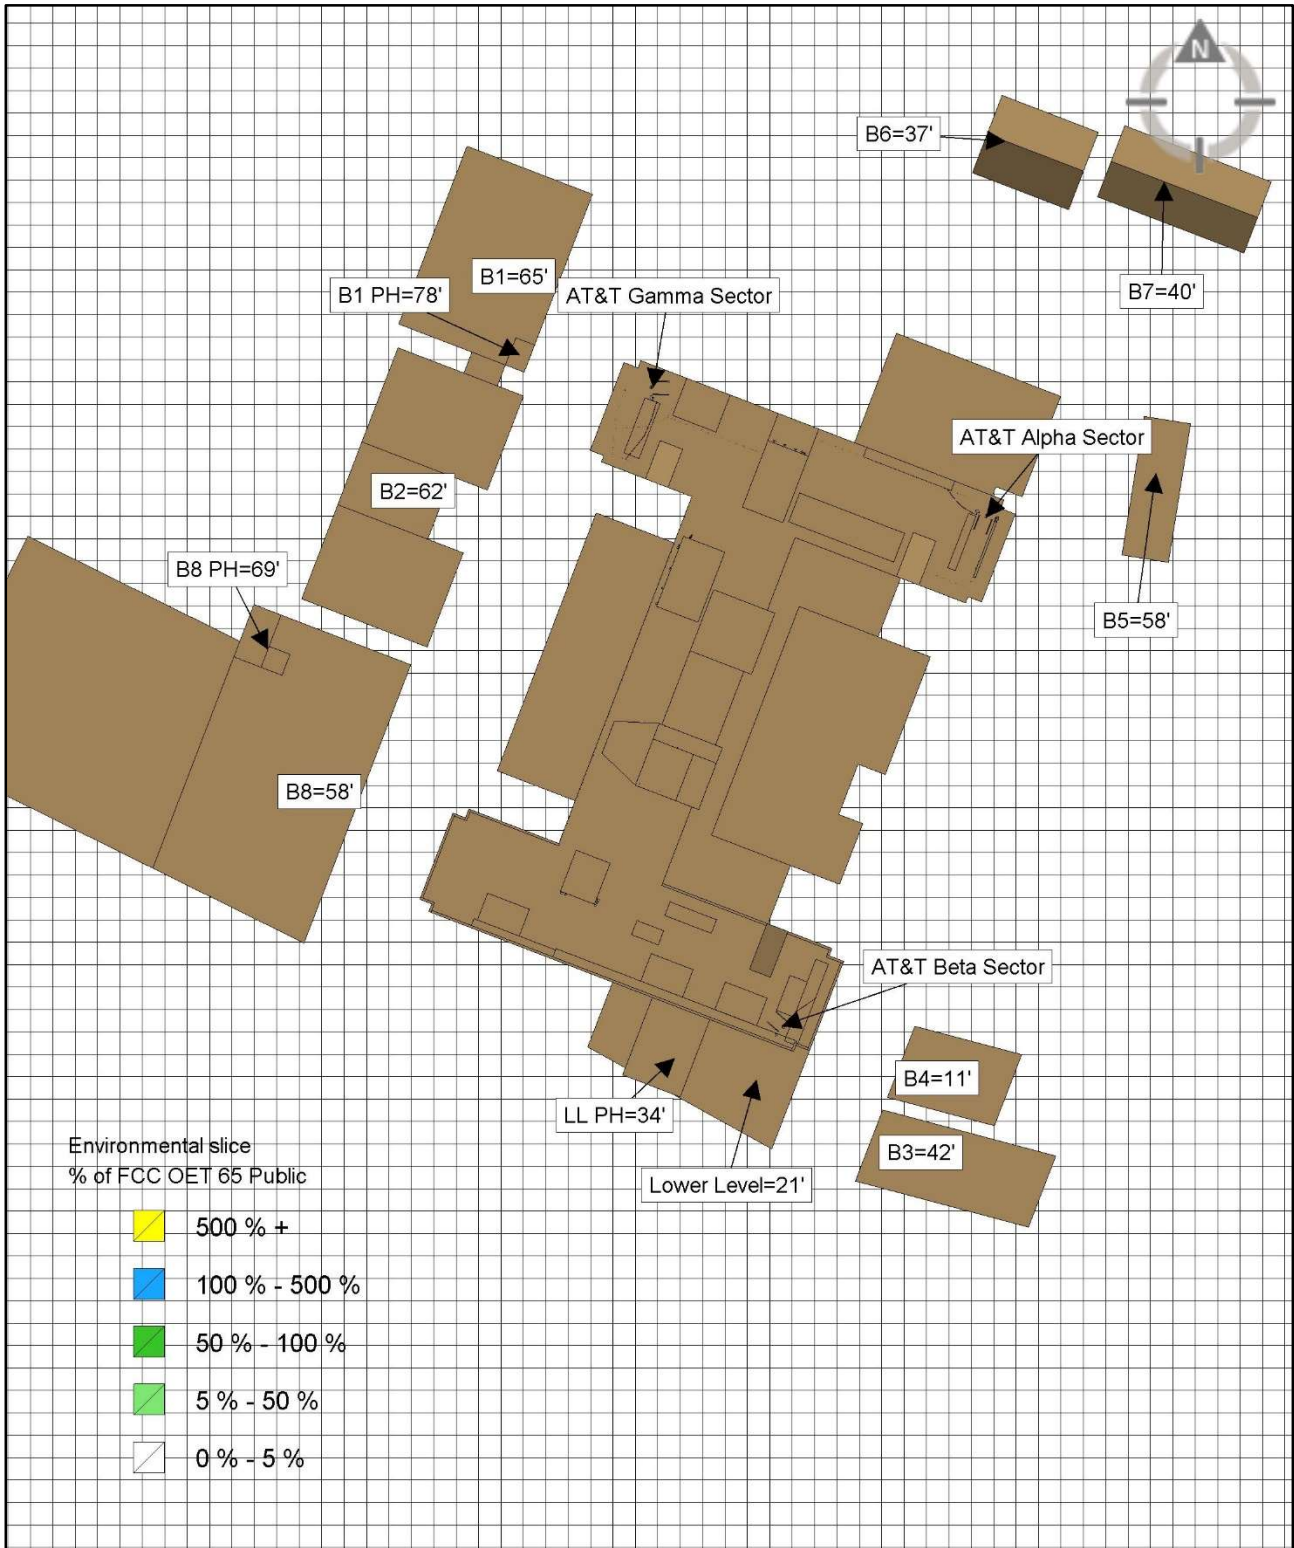 N
B6=37'
B7=40'
B1=65'
B1 PH=78'
AT&T Gamma Sector
AT&T Alpha Sector
B2=62'
B8 PH=69'
B5=58'
B8=58'
AT&T Beta Sector
B4=11'
LL PH=34'
B3=42'
Lower Level=21'
Environmental slice
% of FCC OET 65 Public
500 % +
100 % - 500 %
50 % - 100 %
5 % - 50 %
0 % - 5 %